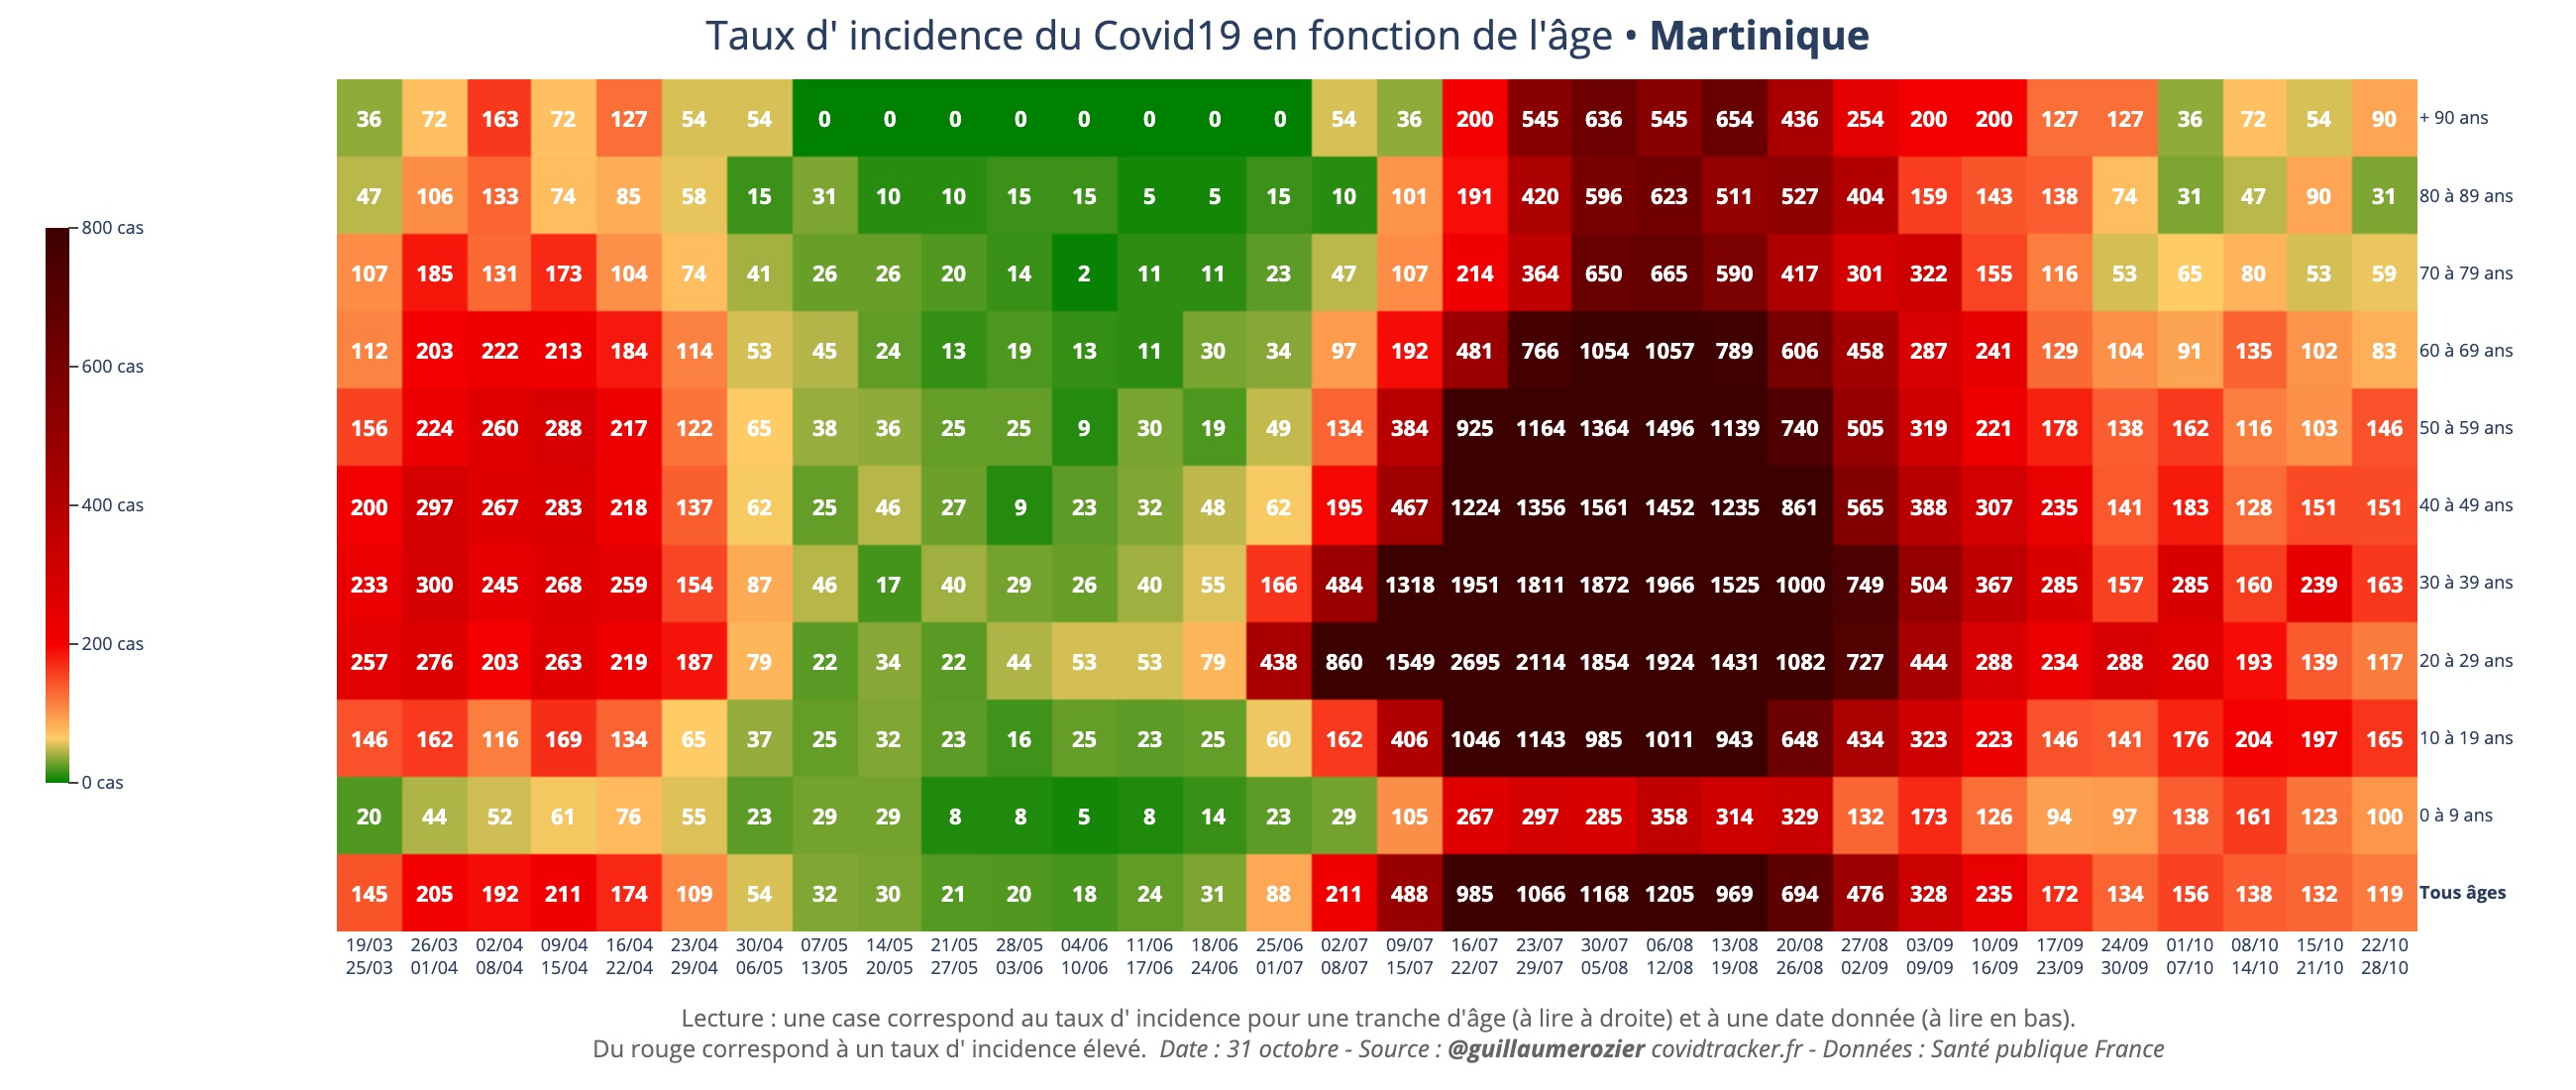 Taux d' incidence du Covid19 en fonction de l'âge • Martinique
36 72 163 72 127 54 54 0 0 0 0 0 0 0 0 54 36 200 545 636 545 654 436 254 200 200 127 127 36 72 54 90 + 90 ans
47 106 133 74 85 58 15 31 10 10 15 15 5 5 15 10 101 191 420 596 623 511 527 404 159 143 138 74 31 47 90 31 80 à 89 ans
800 cas
107 185 131 173 104 74 41 26 26 20 14 2 11 11 23 47 107 214 364 650 665 590 417 301 322 155 116 53 65 80 53 59 70 à 79 ans
112 203 222 213 184 114 53 45 24 13 19 13 11 30 34 97 192 481 766 1054 1057 789 606 458 287 241 129 104 91 135 102 83 60 à 69 ans
600 cas
156 224 260 288 217 122 65 38 36 25 25 9 30 19 49 134 384 925 1164 1364 1496 1139 740 505 319 221 178 138 162 116 103 146 50 à 59 ans
400 cas
200 297 267 283 218 137 62 25 46 27 9 23 32 48 62 195 467 1224 1356 1561 1452 1235 861 565 388 307 235 141 183 128 151 151 40 à 49 ans
233 300 245 268 259 154 87 46 17 40 29 26 40 55 166 484 1318 1951 1811 1872 1966 1525 1000 749 504 367 285 157 285 160 239 163 30 à 39 ans
200 cas
257 276 203 263 219 187 79 22 34 22 44 53 53 79 438 860 1549 2695 2114 1854 1924 1431 1082 727 444 288 234 288 260 193 139 117 20 à 29 ans
146 162 116 169 134 65 37 25 32 23 16 25 23 25 60 162 406 1046 1143 985 1011 943 648 434 323 223 146 141 176 204 197 165 10 à 19 ans
0 cas
20 44 52 61 76 55 23 29 29 8 8 5 8 14 23 29 105 267 297 285 358 314 329 132 173 126 94 97 138 161 123 100 0 à 9 ans
145 205 192 211 174 109 54 32 30 21 20 18 24 31 88 211 488 985 1066 1168 1205 969 694 476 328 235 172 134 156 138 132 119 Tous âges
19/03 26/03 02/04 09/04 16/04 23/04 30/04 07/05 14/05 21/05 28/05 04/06 11/06 18/06 25/06 02/07 09/07 16/07 23/07 30/07 06/08 13/08 20/08 27/08 03/09 10/09 17/09 24/09 01/10 08/10 15/10 22/10
25/03 01/04 08/04 15/04 22/04 29/04 06/05 13/05 20/05 27/05 03/06 10/06 17/06 24/06 01/07 08/07 15/07 22/07 29/07 05/08 12/08 19/08 26/08 02/09 09/09 16/09 23/09 30/09 07/10 14/10 21/10 28/10
Lecture : une case correspond au taux d' incidence pour une tranche d'âge (à lire à droite) et à une date donnée (à lire en bas).
Du rouge correspond à un taux d' incidence élevé. Date : 31 octobre - Source : @guillaumerozier covidtracker.fr - Données : Santé publique France